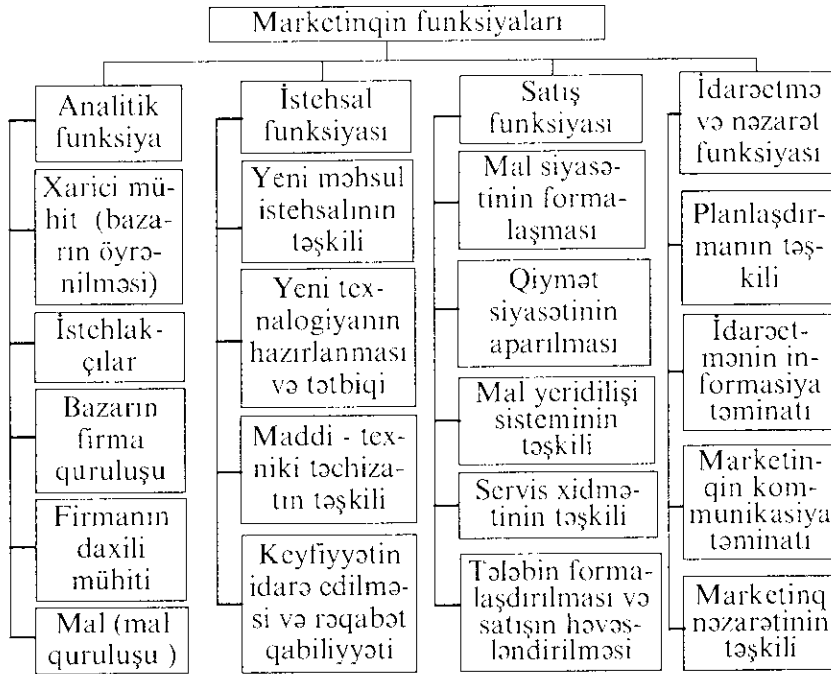 Marketinqin funksiyaları
Analitik
funksiya
Xarici mü-
hit (baza-
rın öyrə-
nilməsi)
İstehlak-
çılar
Bazarın
firma
quruluşu
Firmanın
daxili
mühiti
Mal (mal
quruluşu )
İstehsal
funksiyası
Yeni məhsul
istehsalının
təşkili
Yeni tex-
nalogiyanın
hazırlanması
və tətbiqi
Maddi - tex-
niki təchiza-
tın təşkili
Keyfiyyətin
idarə edilmə-
si və rəqabət
qabiliyyəti
Satış
funksiyası
Mal siyasə-
tinin forma-
laşması
Qiymət
siyasətinin
aparılması
Mal yeridilişi
sisteminin
təşkili
Servis xidmə-
tinin təşkili
Tələbin forma-
laşdırılması və
satışın həvəs-
ləndirilməsi
İdarəetmə
və nəzarət
funksiyası
Planlaşdır-
manın təş-
kili
İdarəet-
mənin in-
formasiya
təminatı
Marketin-
qin kom-
munikasiya
təminatı
Marketinq
nəzarətinin
təşkili